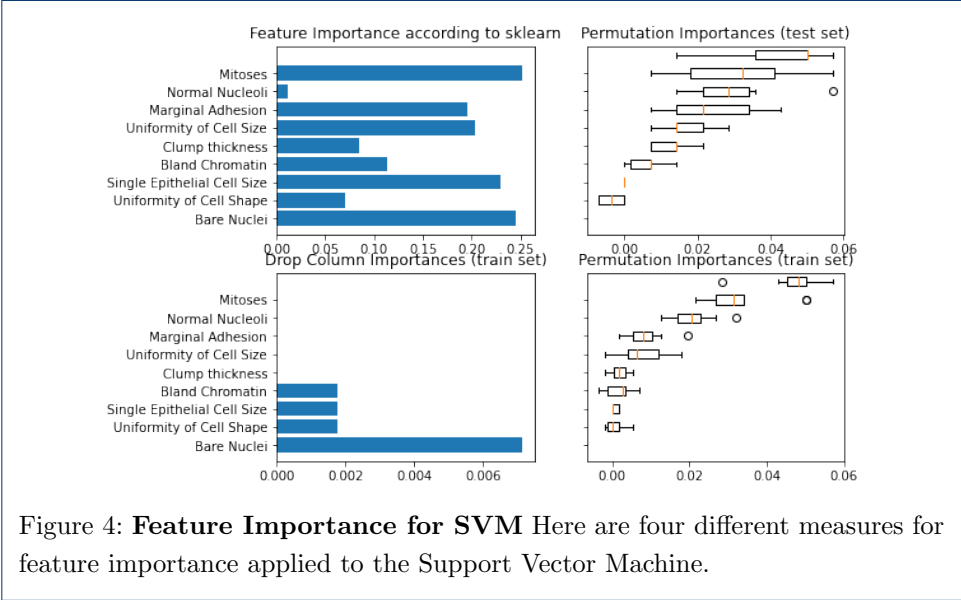 Feature Importance according to sklearn
Permutation Importances (test set)
Mitoses
Normal Nucleoli
Marginal Adhesion
Uniformity of Cell Size
Clump thickness
Bland Chromatin
Single Epithelial Cell Size
Uniformity of Cell Shape
Bare Nuclei
0.00 0.05 0.10 0.15 0.20 0.25
0.00 0.02 0.04 0.06
Drop Column Importances (train set)
Permutation Importances (train set)
Mitoses
Normal Nucleoli
Marginal Adhesion
Uniformity of Cell Size
Clump thickness
Bland Chromatin
Single Epithelial Cell Size
Uniformity of Cell Shape
Bare Nuclei
0.000 0.002 0.004 0.006
0.00 0.02 0.04 0.06
Figure 4: Feature Importance for SVM Here are four different measures for
feature importance applied to the Support Vector Machine.